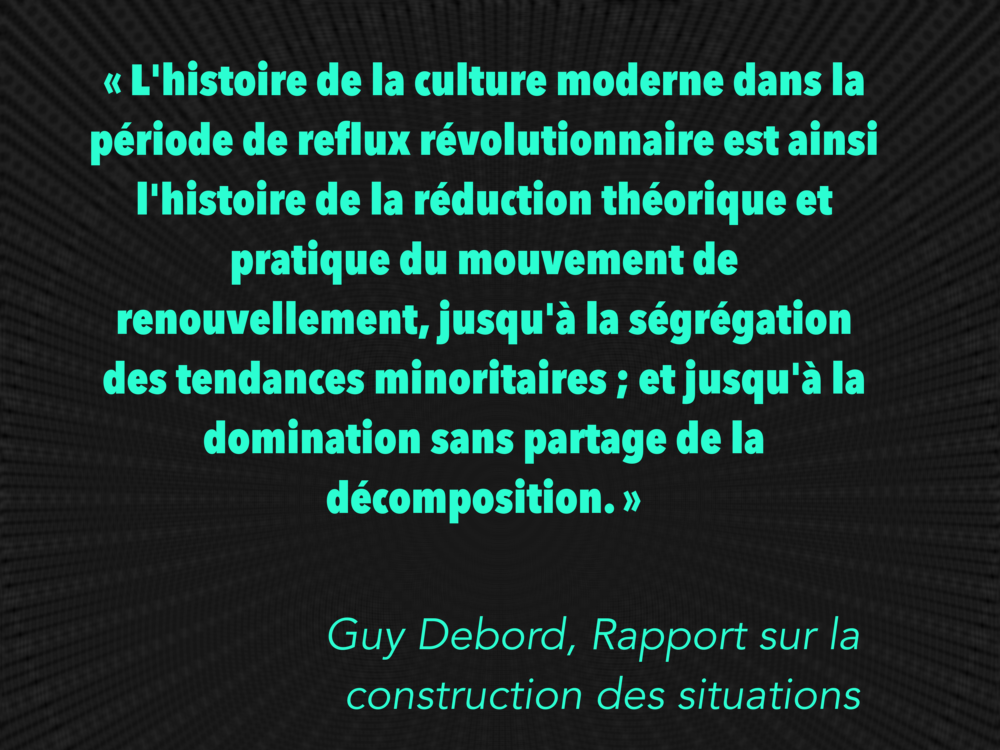 « L'histoire de la culture moderne dans la
période de reflux révolutionnaire est ainsi
l'histoire de la réduction théorique et
pratique du mouvement de
renouvellement, jusqu'à la ségrégation
des tendances minoritaires ; et jusqu'à la
domination sans partage de la
décomposition. »
Guy Debord, Rapport sur la
construction des situations